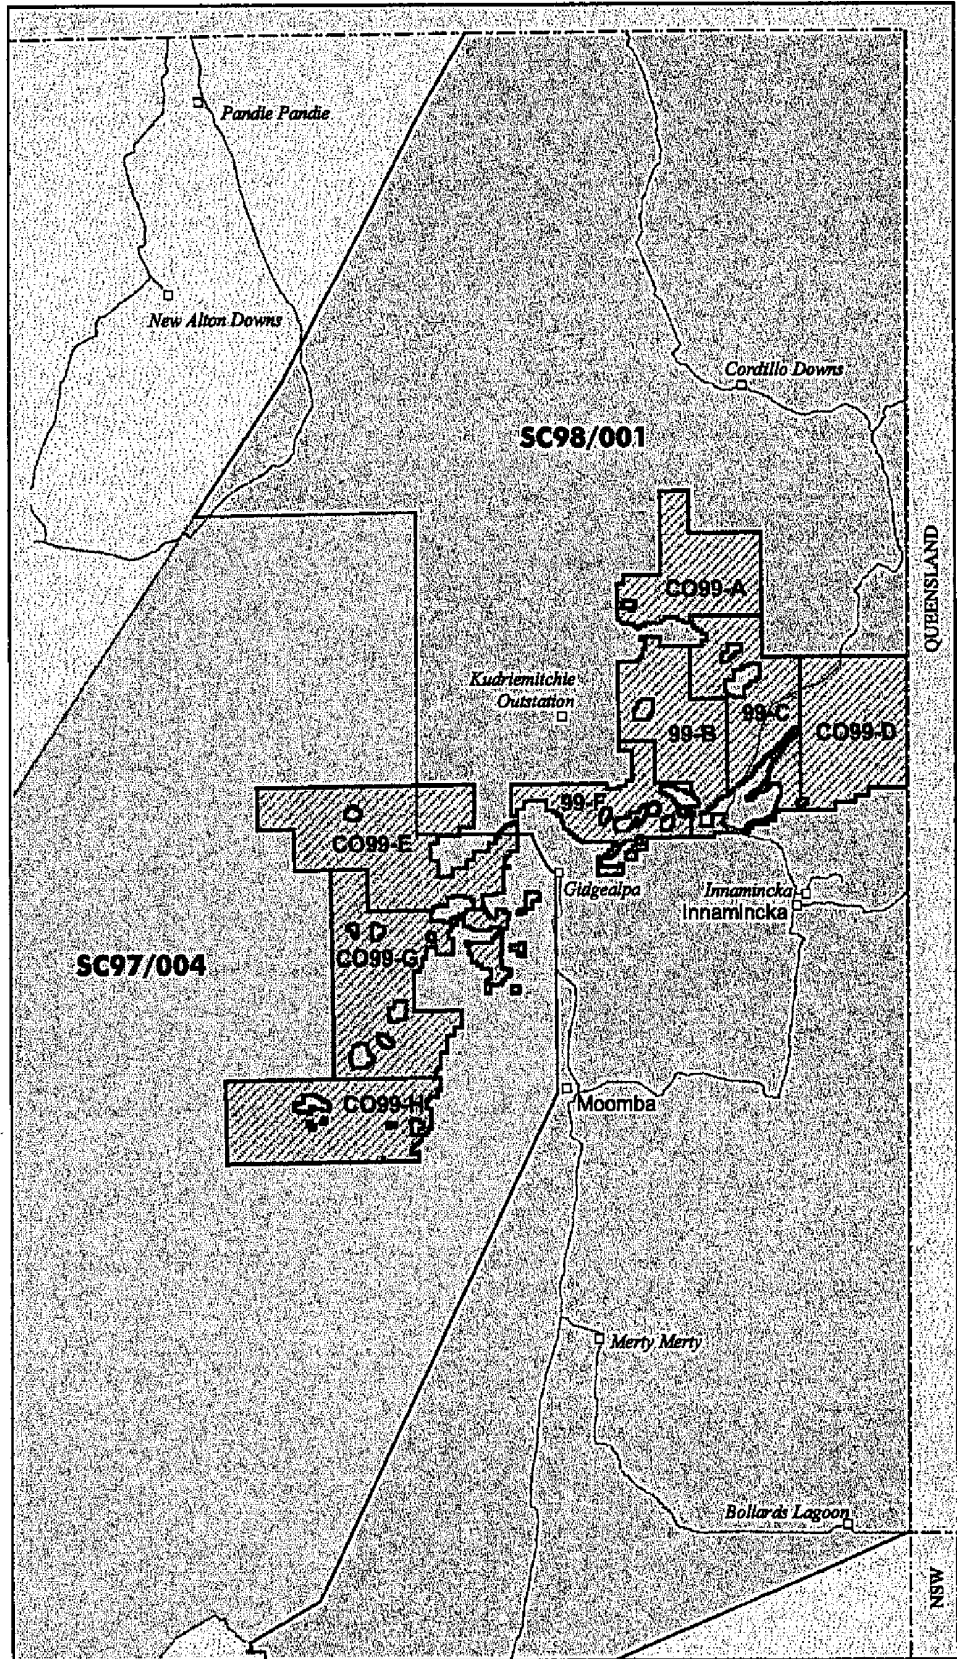 Pandie Pandie
New Alton Downs
Cordillo Downs
SC98/001
QUEENSLAND
CO99-A
Kudriemitchie
Outstation
99-B
99-C
CO99-D
99-F
CO99-E
Gidgealpa
Innamincka
Innamincka
CO99-G
SC97/004
CO99-H
Moomba
Merty Merty
Bollards Lagoon
NSW